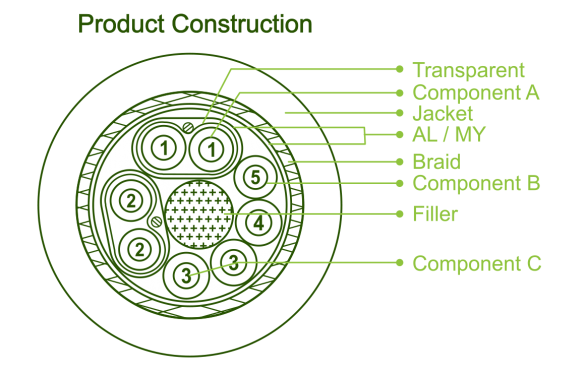 Product Construction
Transparent
Component A
Jacket
AL / MY
Braid
Component B
Filler
Component C
1
1
5
2
4
2
3
3